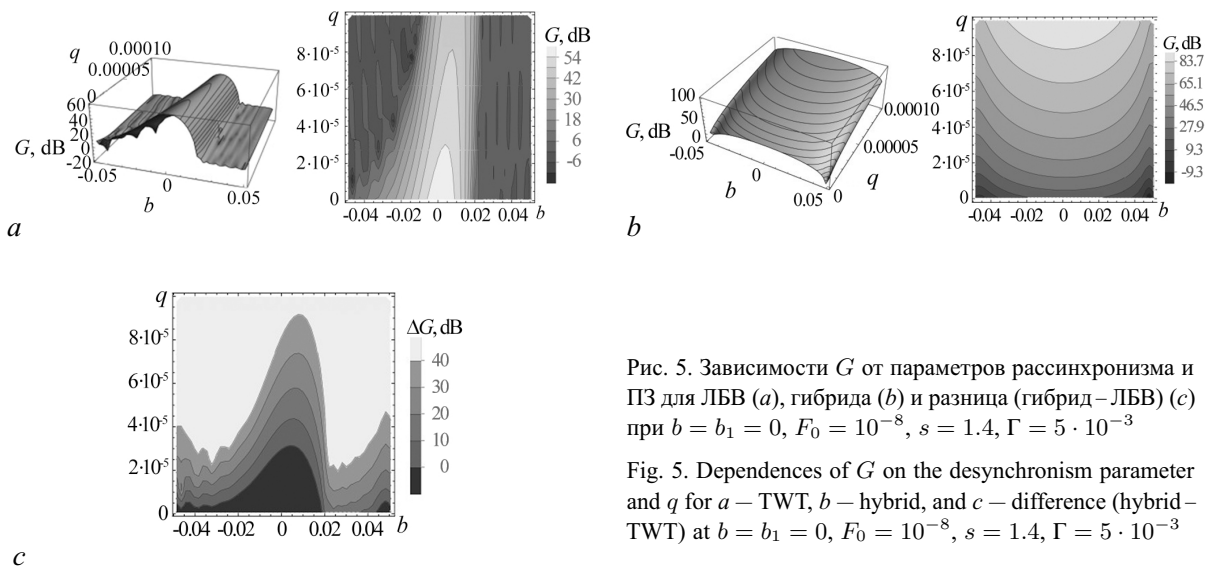 q
0.00010
0.00005
0
60
40
20
0
-20
G, dB
-0.05
0
0.05
b
q
8·10⁻⁵
6·10⁻⁵
4·10⁻⁵
2·10⁻⁵
0
-0.04 -0.02 0 0.02 0.04 b
G, dB
54
42
30
18
6
-6
a
100
50
0
G, dB
-0.05
0
0.05
b
0
0.00005
0.00010
q
q
8·10⁻⁵
6·10⁻⁵
4·10⁻⁵
2·10⁻⁵
0
-0.04 -0.02 0 0.02 0.04 b
G, dB
83.7
65.1
46.5
27.9
9.3
-9.3
b
q
8·10⁻⁵
6·10⁻⁵
4·10⁻⁵
2·10⁻⁵
0
-0.04 -0.02 0 0.02 0.04 b
ΔG, dB
40
30
20
10
0
c
Рис. 5. Зависимости G от параметров рассинхронизма и
ПЗ для ЛБВ (a), гибрида (b) и разница (гибрид – ЛБВ) (c)
при b = b₁ = 0, F₀ = 10⁻⁸, s = 1.4, Γ = 5 · 10⁻³
Fig. 5. Dependences of G on the desynchronism parameter
and q for a — TWT, b — hybrid, and c — difference (hybrid –
TWT) at b = b₁ = 0, F₀ = 10⁻⁸, s = 1.4, Γ = 5 · 10⁻³